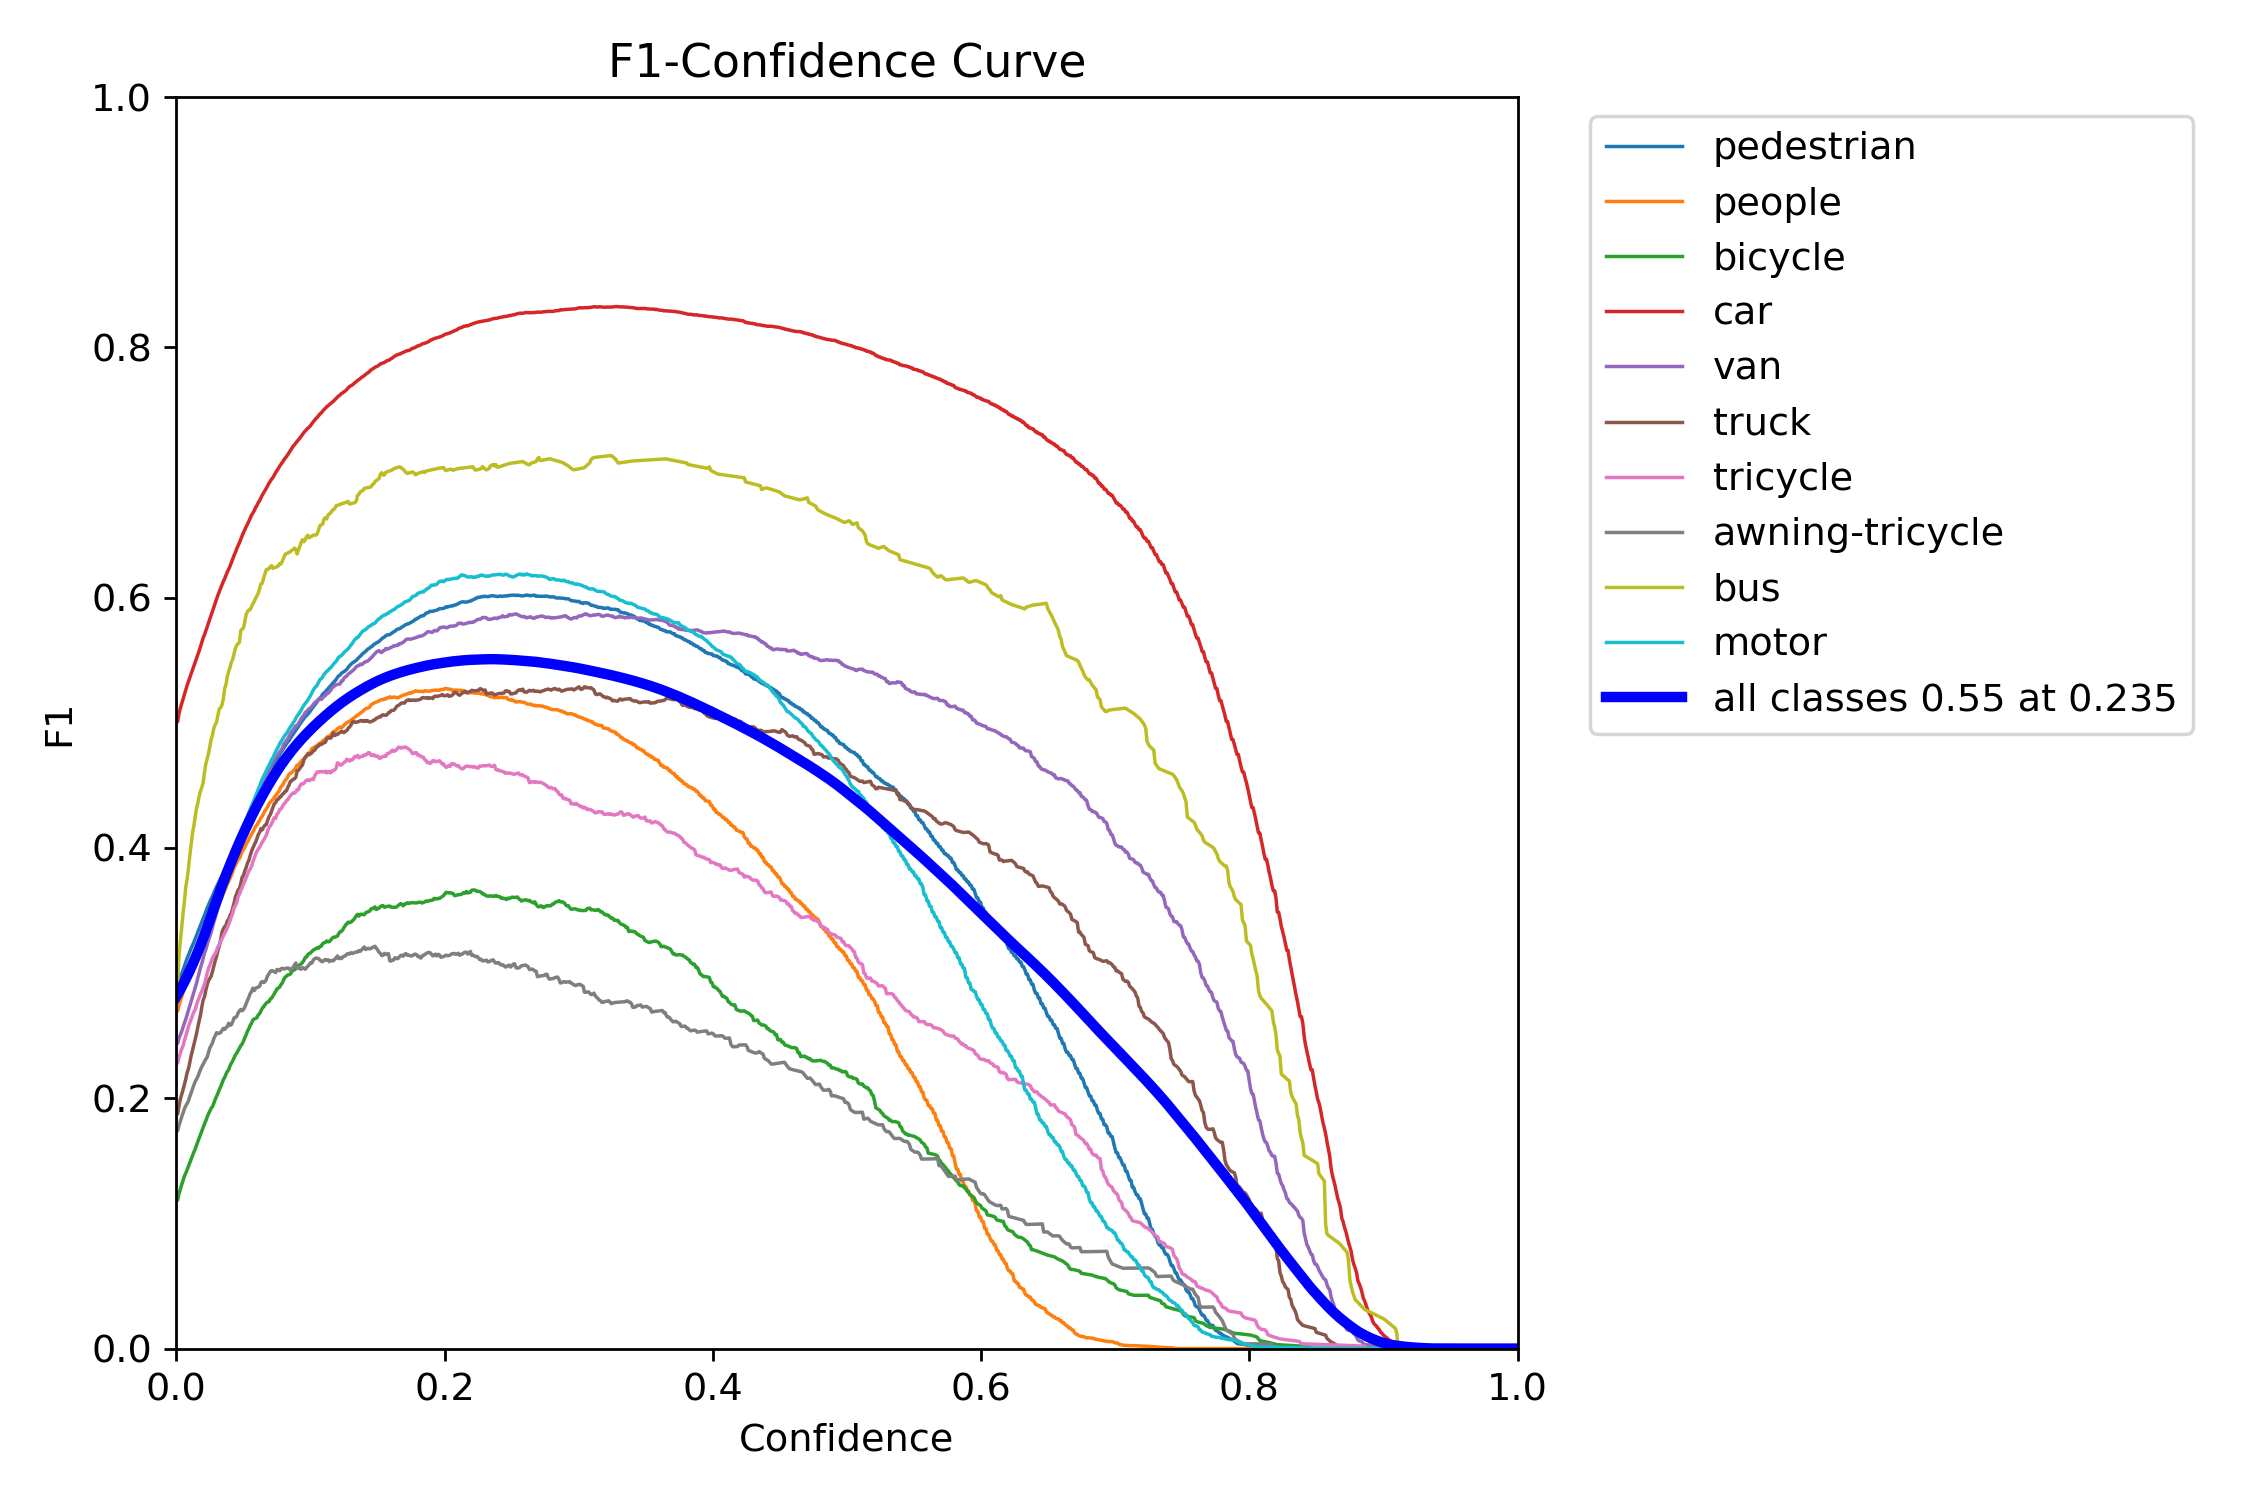 F1-Confidence Curve
1.0
0.8
0.6
0.4
0.2
0.0
F1
0.0 0.2 0.4 0.6 0.8 1.0
Confidence
pedestrian
people
bicycle
car
van
truck
tricycle
awning-tricycle
bus
motor
all classes 0.55 at 0.235